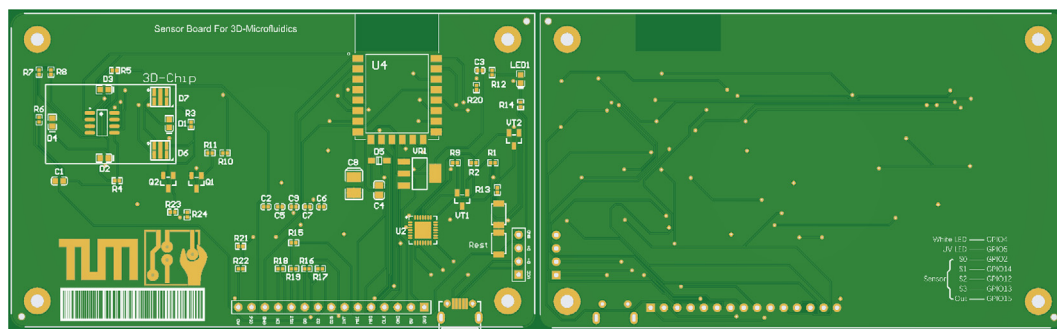 Sensor Board For 3D-Microfluidics
U4
C3
LED1
R12
R20
R14
R7
R8
R5
D3
3D-Chip
D7
R6
D4
R3
D1
VT2
R11
R10
D6
D2
D5
VR1
R9
R2
R1
C1
R4
Q2
Q1
C8
C4
R13
VT1
R23
R24
C2
C5
C9
C7
C6
U2
Rest
TUM
R21
R15
R22
R18
R19
R16
R17
White LED GPIO4
UV LED GPIO5
S0 GPIO2
S1 GPIO14
Sensor
S2 GPIO12
S3 GPIO13
Out GPIO15